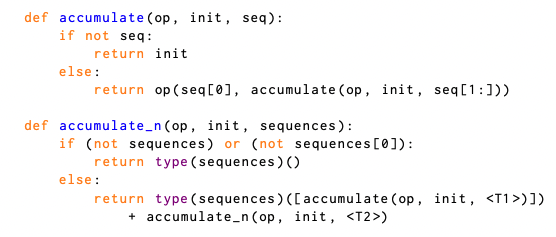 def accumulate(op, init, seq):
    if not seq:
        return init
    else:
        return op(seq[0], accumulate(op, init, seq[1:]))

def accumulate_n(op, init, sequences):
    if (not sequences) or (not sequences[0]):
        return type(sequences)()
    else:
        return type(sequences)([accumulate(op, init, <T1>)])
            + accumulate_n(op, init, <T2>)